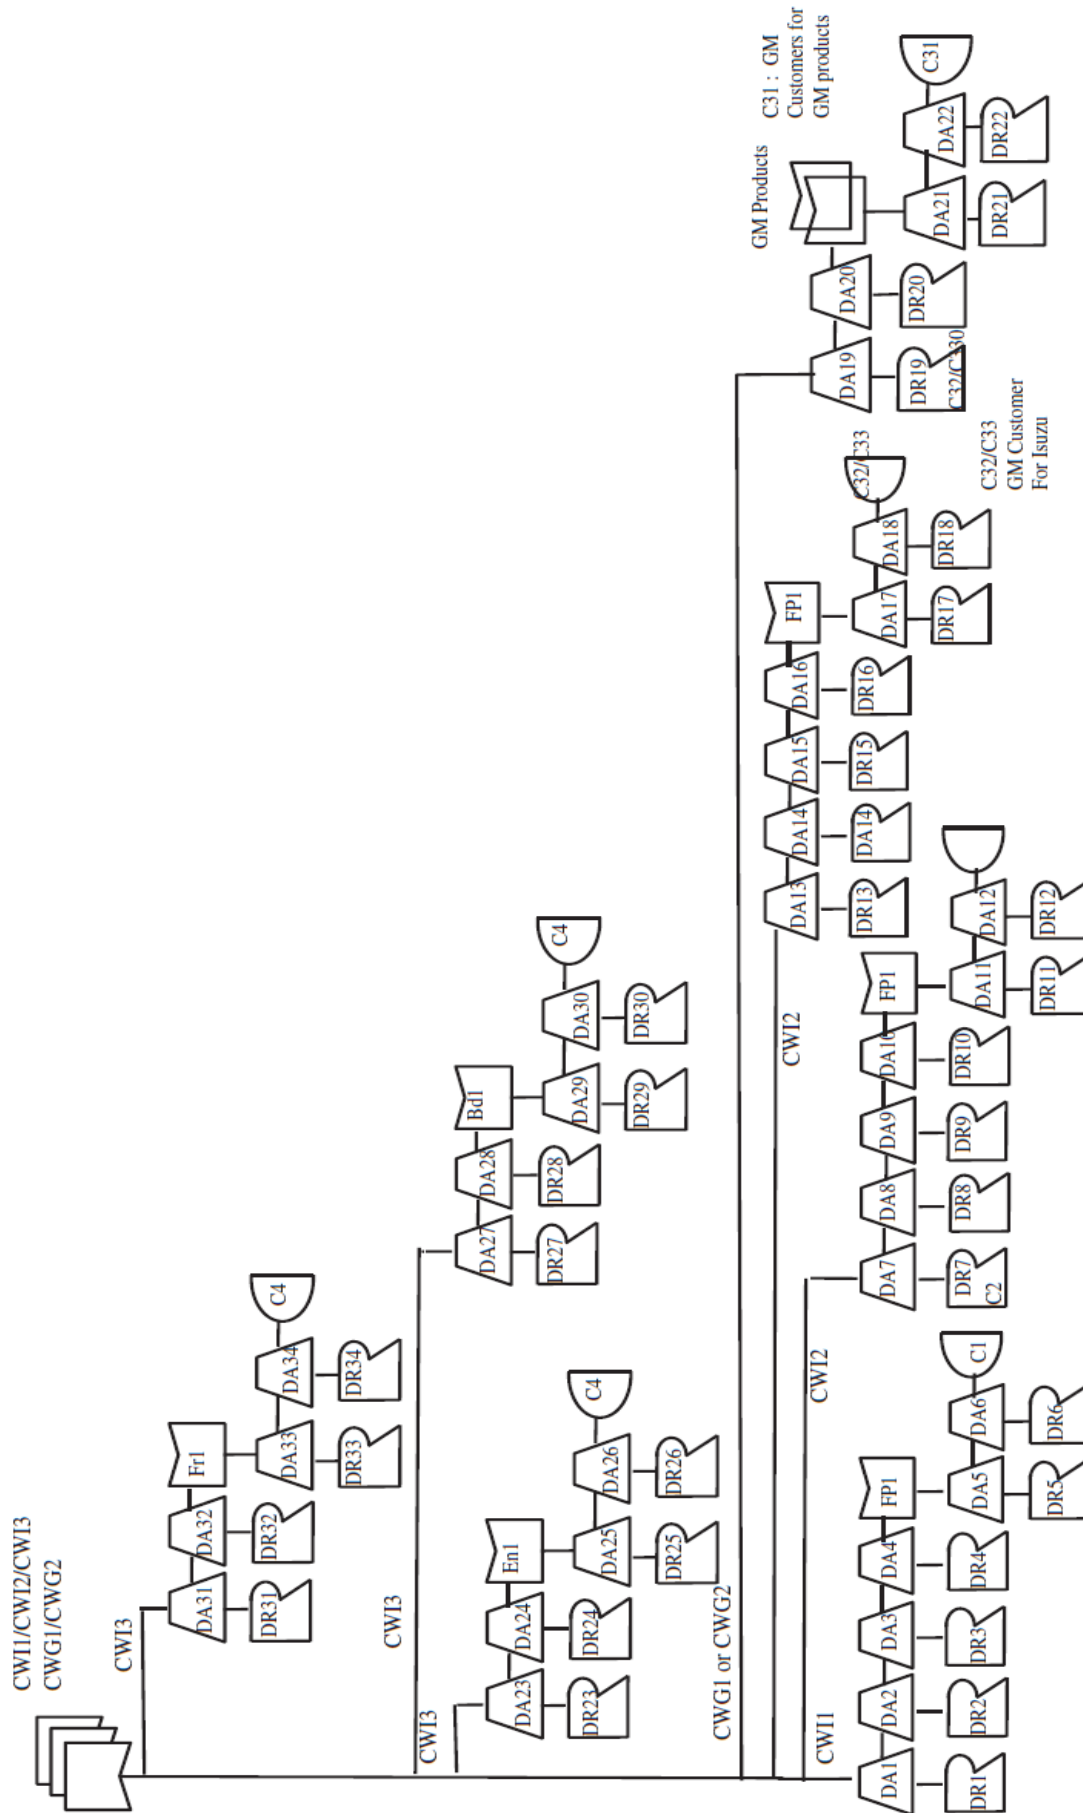 CWI1/CWI2/CWI3
CWG1/CWG2
CWI3
DA31
DA32
Fr1
DA33
DA34
C4
DR31
DR32
DR33
DR34
CWI3
DA27
DA28
Bd1
DA29
DA30
C4
DR27
DR28
DR29
DR30
CWI3
DA23
DA24
En1
DA25
DA26
C4
DR23
DR24
DR25
DR26
CWG1 or CWG2
DA19
DA20
GM Products
C31 : GM
Customers for
GM products
DA21
DA22
C31
DR19
DR20
DR21
DR22
C32/C330
CWI2
DA13
DA14
DA15
DA16
FP1
DA17
DA18
C32/C33
DR13
DA14
DR15
DR16
DR17
DR18
C32/C33
GM Customer
For Isuzu
CWI2
DA7
DA8
DA9
DA10
FP1
DA11
DA12
DR7
C2
DR8
DR9
DR10
DR11
DR12
CWI1
DA1
DA2
DA3
DA4
FP1
DA5
DA6
C1
DR1
DR2
DR3
DR4
DR5
DR6